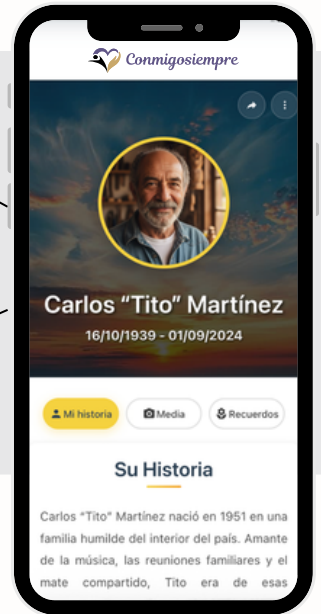 Conmigosiempre
Carlos “Tito” Martínez
16/10/1939 - 01/09/2024
Mi historia
Media
Recuerdos
Su Historia
Carlos “Tito” Martínez nació en 1951 en una
familia humilde del interior del país. Amante
de la música, las reuniones familiares y el
mate compartido, Tito era de esas